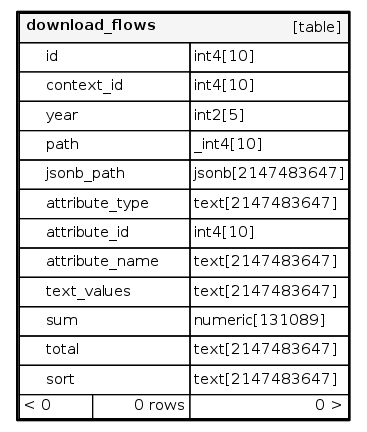 download_flows [table]
id int4[10]
context_id int4[10]
year int2[5]
path _int4[10]
jsonb_path jsonb[2147483647]
attribute_type text[2147483647]
attribute_id int4[10]
attribute_name text[2147483647]
text_values text[2147483647]
sum numeric[131089]
total text[2147483647]
sort text[2147483647]
< 0 0 rows 0 >